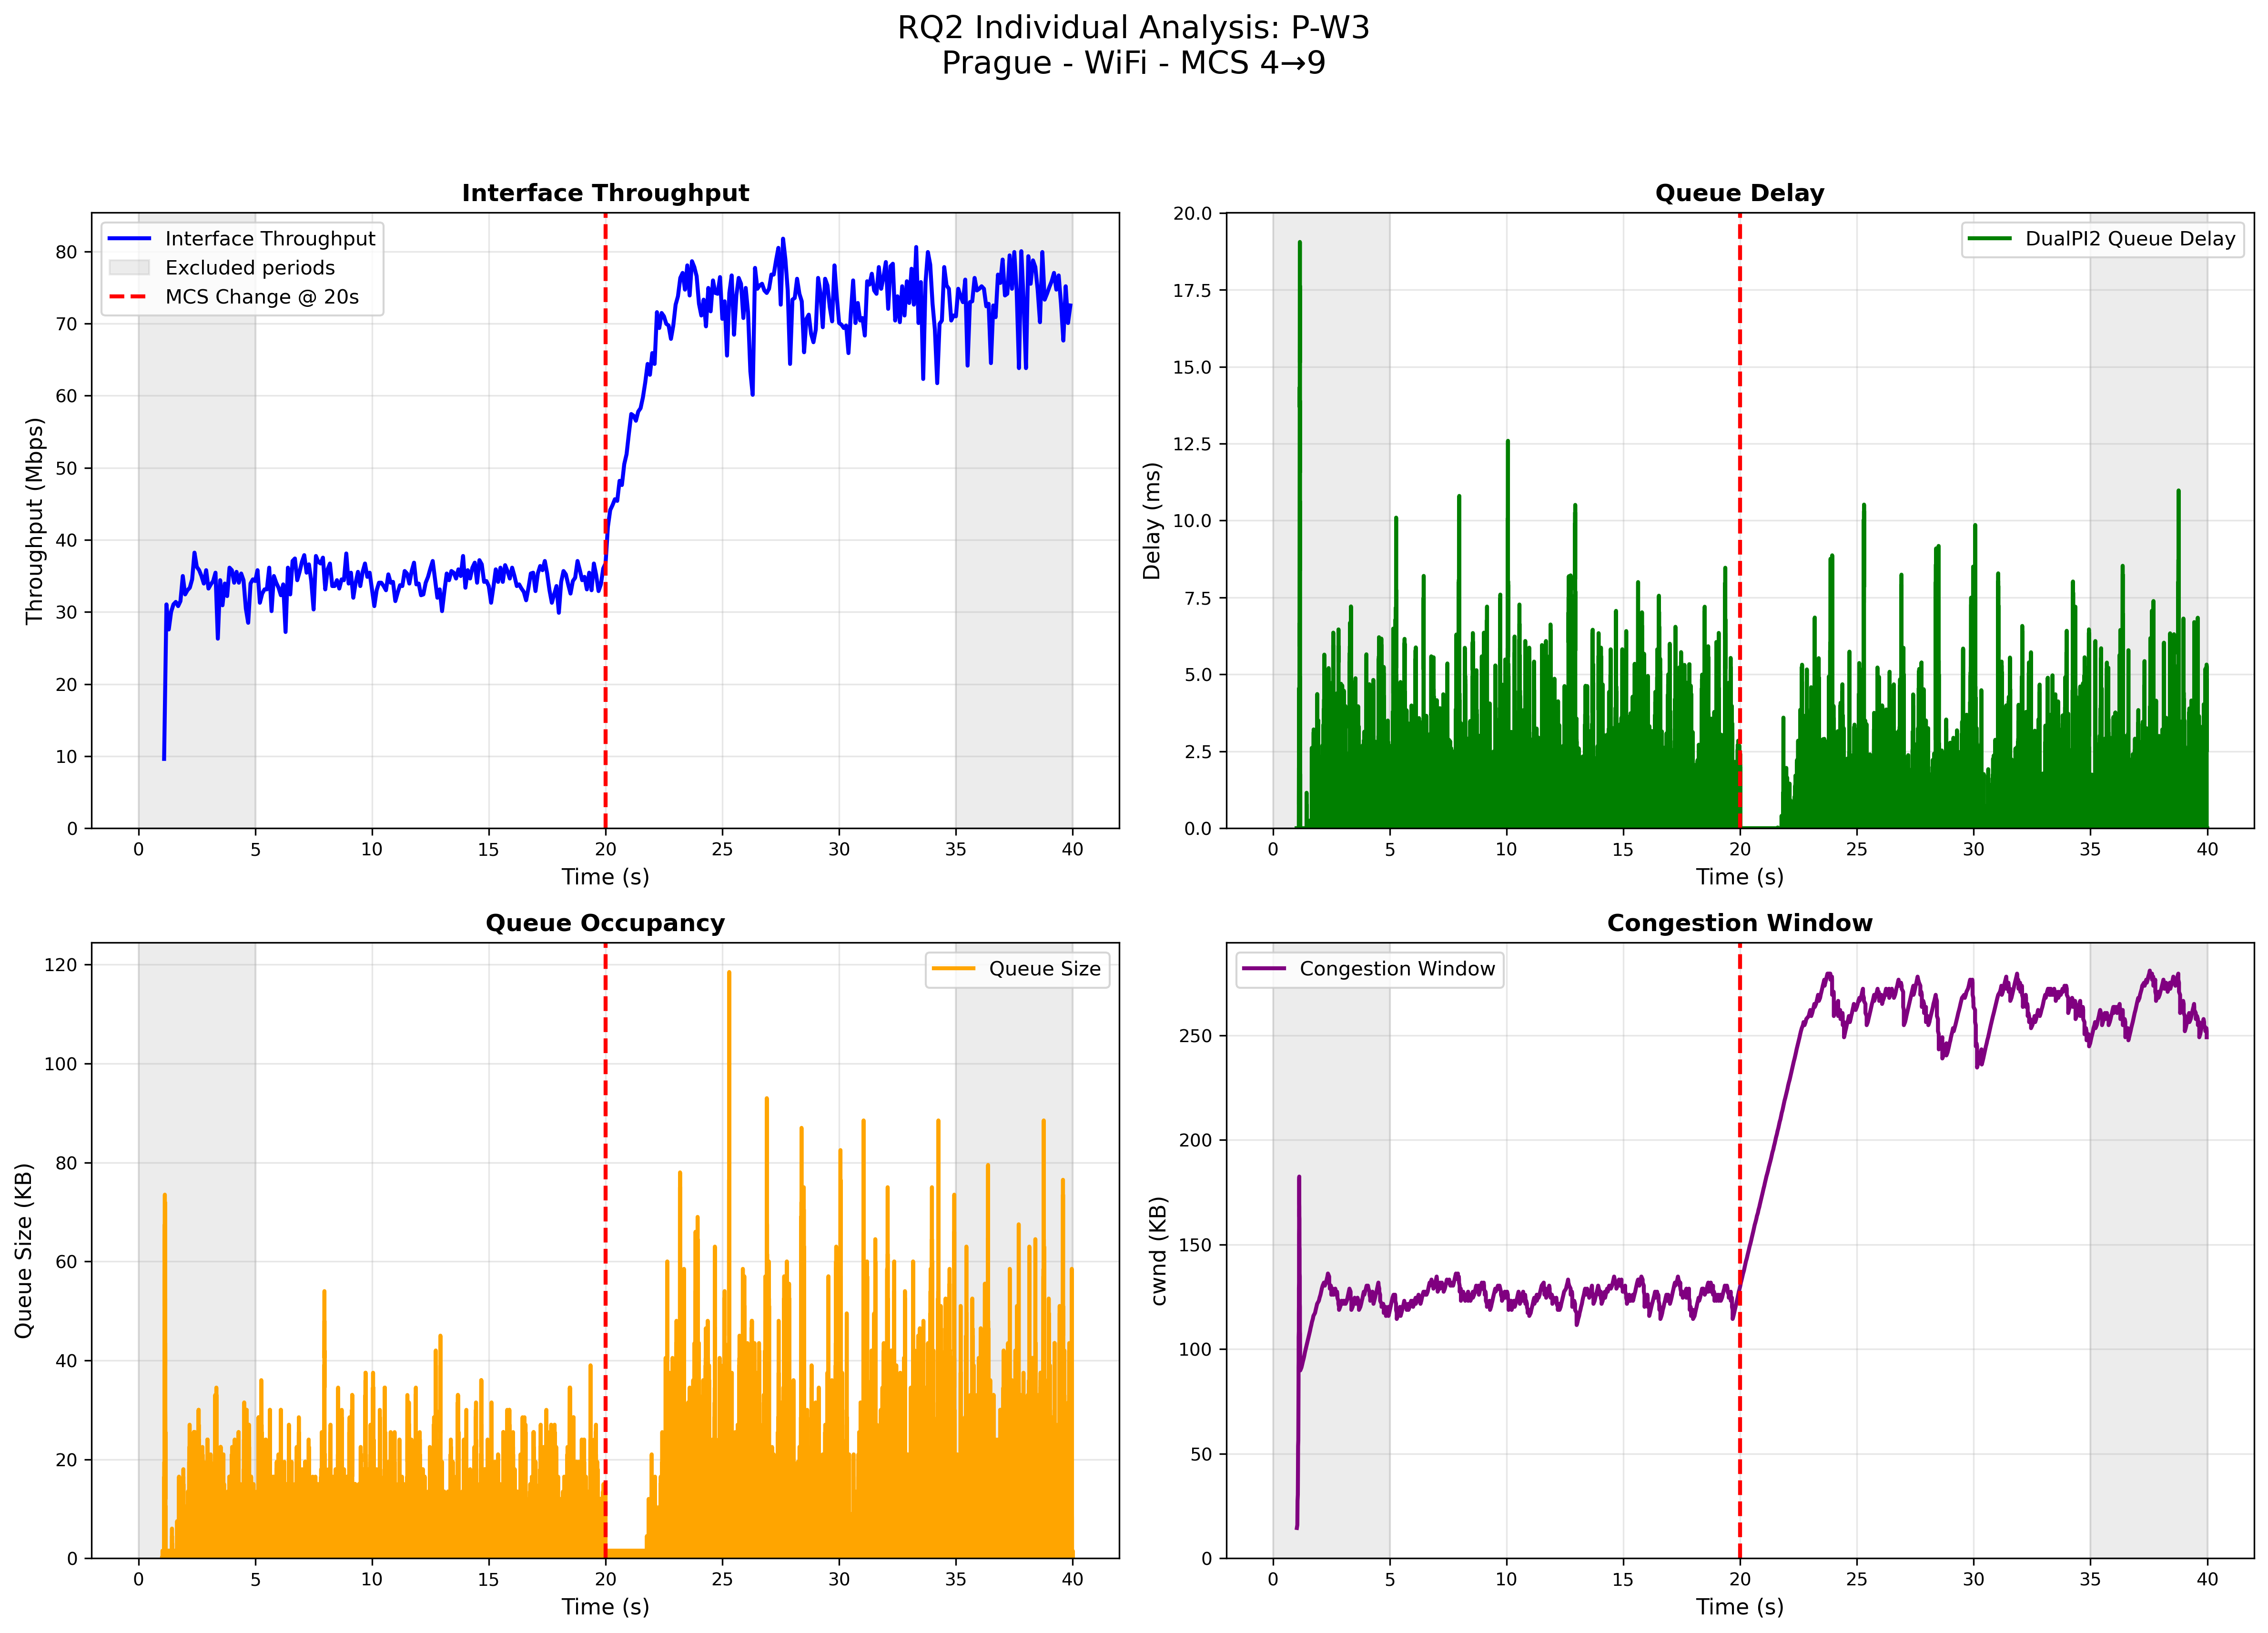 RQ2 Individual Analysis: P-W3
Prague - WiFi - MCS 4→9
Interface Throughput
Throughput (Mbps)
80
70
60
50
40
30
20
10
0
Interface Throughput
Excluded periods
MCS Change @ 20s
0 5 10 15 20 25 30 35 40
Time (s)
Queue Delay
Delay (ms)
20.0
17.5
15.0
12.5
10.0
7.5
5.0
2.5
0.0
DualPI2 Queue Delay
0 5 10 15 20 25 30 35 40
Time (s)
Queue Occupancy
Queue Size (KB)
120
100
80
60
40
20
0
Queue Size
0 5 10 15 20 25 30 35 40
Time (s)
Congestion Window
cwnd (KB)
250
200
150
100
50
0
Congestion Window
0 5 10 15 20 25 30 35 40
Time (s)